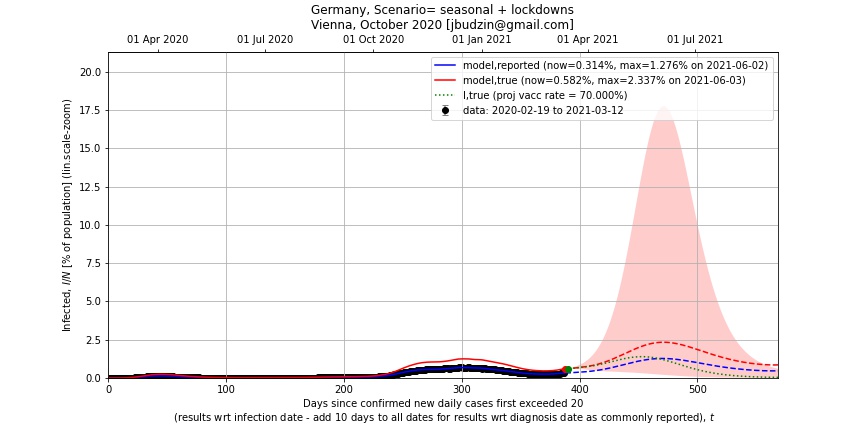 Germany, Scenario= seasonal + lockdowns
Vienna, October 2020 [jbudzin@gmail.com]
01 Apr 2020 01 Jul 2020 01 Oct 2020 01 Jan 2021 01 Apr 2021 01 Jul 2021
model,reported (now=0.314%, max=1.276% on 2021-06-02)
model,true (now=0.582%, max=2.337% on 2021-06-03)
I,true (proj vacc rate = 70.000%)
data: 2020-02-19 to 2021-03-12
Infected, I/N [% of population] (lin.scale-zoom)
20.0
17.5
15.0
12.5
10.0
7.5
5.0
2.5
0.0
0 100 200 300 400 500
Days since confirmed new daily cases first exceeded 20
(results wrt infection date - add 10 days to all dates for results wrt diagnosis date as commonly reported), t